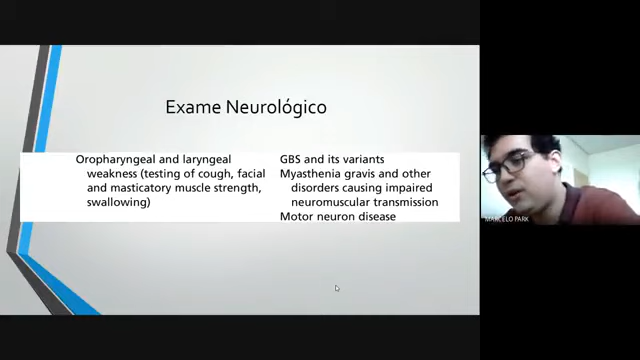 Exame Neurológico
Oropharyngeal and laryngeal
weakness (testing of cough, facial
and masticatory muscle strength,
swallowing)
GBS and its variants
Myasthenia gravis and other
disorders causing impaired
neuromuscular transmission
Motor neuron disease
MARCELO PARK